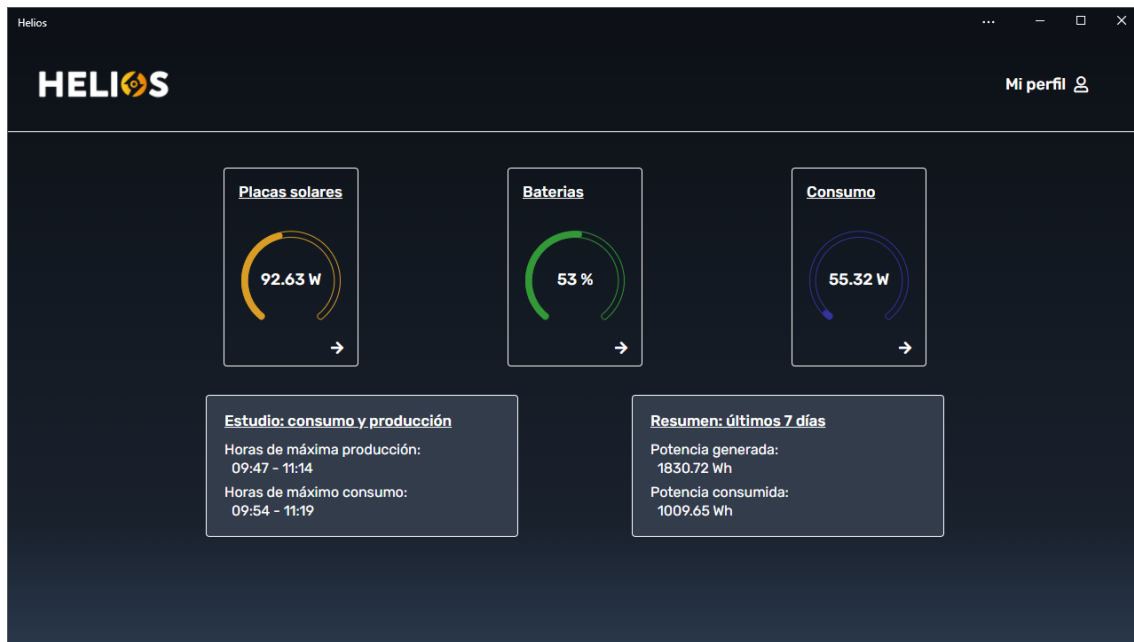 Helios
HELIOS
Mi perfil
Placas solares
92.63 W
Baterias
53 %
Consumo
55.32 W
Estudio: consumo y producción
Horas de máxima producción:
09:47 - 11:14
Horas de máximo consumo:
09:54 - 11:19
Resumen: últimos 7 días
Potencia generada:
1830.72 Wh
Potencia consumida:
1009.65 Wh